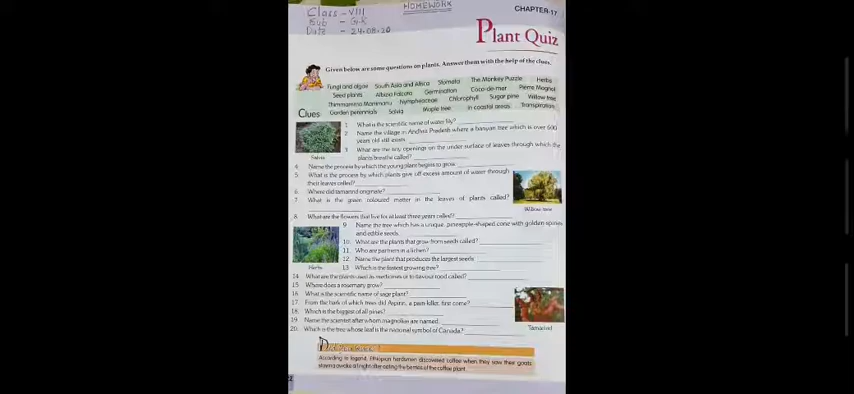 Class - VIII
HOMEWORK
CHAPTER-17
Sub - G.K
Date - 24.08.20
Plant Quiz
Given below are some questions on plants. Answer them with the help of the clues.
Fungi and algae South Asia and Africa Stomata The Monkey Puzzle Herbs
Seed plants Albizia Falcata Germination Coco-de-mer Pierre Magnol
Thimmamma Marrimanu Nymphaeaceae Chlorophyll Sugar pine Willow tree
Clues Garden perennials Salvia Maple tree In coastal areas Transpiration
1 What is the scientific name of water lily?
2 Name the village in Andhra Pradesh where a banyan tree which is over 600
years old still exists
3 What are the tiny openings on the under surface of leaves through which the
plants breathe called?
Salvia
4. Name the process by which the young plant begins to grow.
5. What is the process by which plants give off excess amount of water through
their leaves called?
6. Where did tamarind originate?
7. What is the green coloured matter in the leaves of plants called?
Willow tree
8. What are the flowers that live for at least three years called?
9. Name the tree which has a unique, pineapple-shaped cone with golden spines
and edible seeds.
10. What are the plants that grow from seeds called?
11. Who are partners in a lichen?
12. Name the plant that produces the largest seeds
13. Which is the fastest growing tree?
Herbs
14. What are the plants used as medicines or to flavour food called?
15. Where does a rosemary grow?
16. What is the scientific name of sage plant?
17. From the bark of which trees did Aspirin, a pain killer, first come?
18. Which is the biggest of all pines?
19. Name the scientist after whom magnolias are named.
20. Which is the tree whose leaf is the national symbol of Canada?
Tamarind
According to legend, Ethiopian herdsmen discovered coffee when they saw their goats
staying awake at night after eating the berries of the coffee plant.